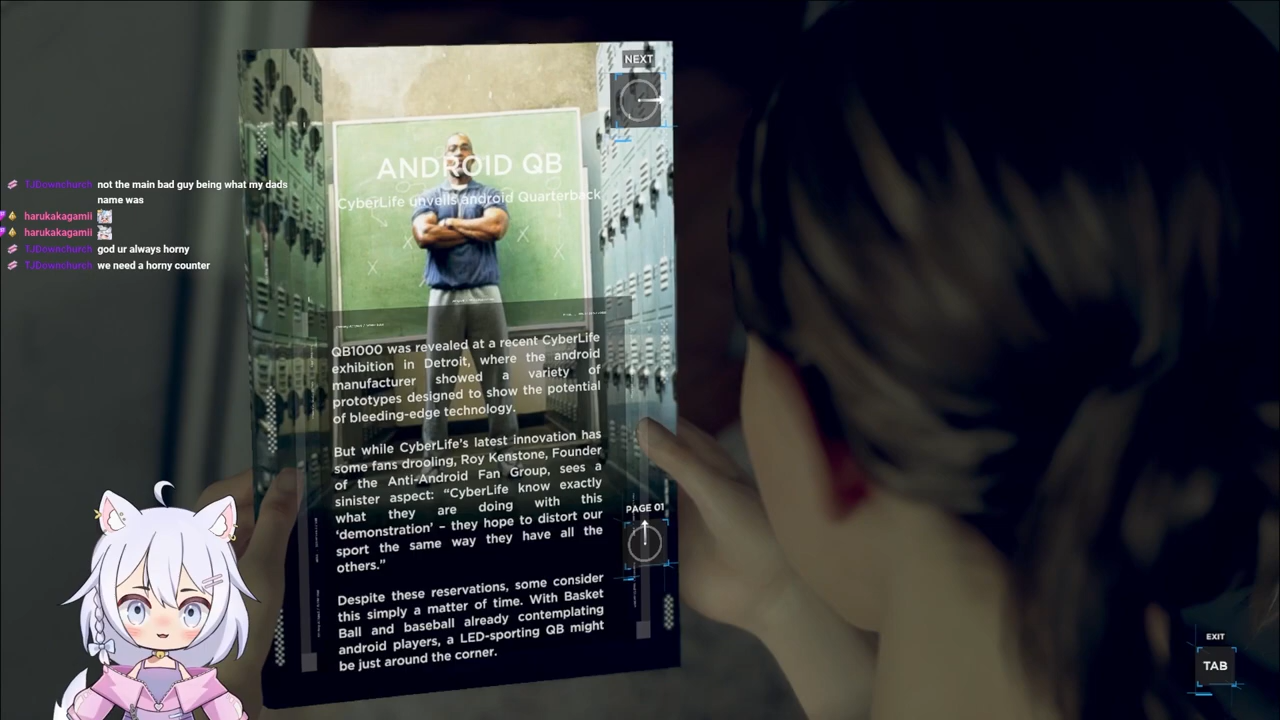 NEXT
ANDROID QB
CyberLife unveils android Quarterback
TJDownchurch not the main bad guy being what my dads
name was
harukakagamii
harukakagamii
TJDownchurch god ur always horny
TJDownchurch we need a horny counter
QB1000 was revealed at a recent CyberLife
exhibition in Detroit, where the android
manufacturer showed a variety of
prototypes designed to show the potential
of bleeding-edge technology.
But while CyberLife's latest innovation has
some fans drooling, Roy Kenstone, Founder
of the Anti-Android Fan Group, sees a
sinister aspect: “CyberLife know exactly
what they are doing with this
‘demonstration’ – they hope to distort our
sport the same way they have all the
others.”
Despite these reservations, some consider
this simply a matter of time. With Basket
Ball and baseball already contemplating
android players, a LED-sporting QB might
be just around the corner.
PAGE 01
EXIT
TAB